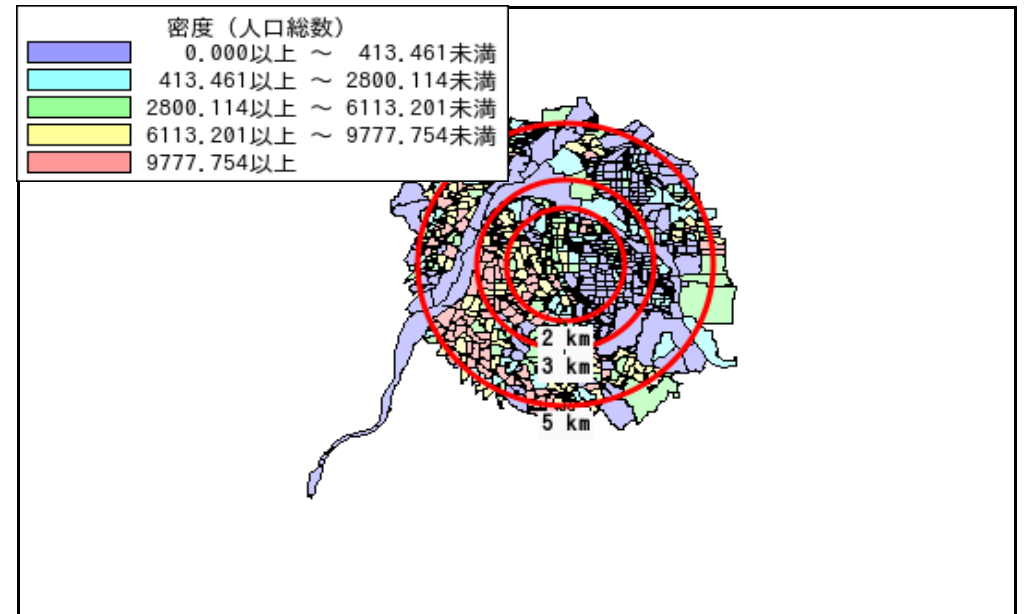 密度（人口総数）
0.000以上 ～ 413.461未満
413.461以上 ～ 2800.114未満
2800.114以上 ～ 6113.201未満
6113.201以上 ～ 9777.754未満
9777.754以上
2 km
3 km
5 km